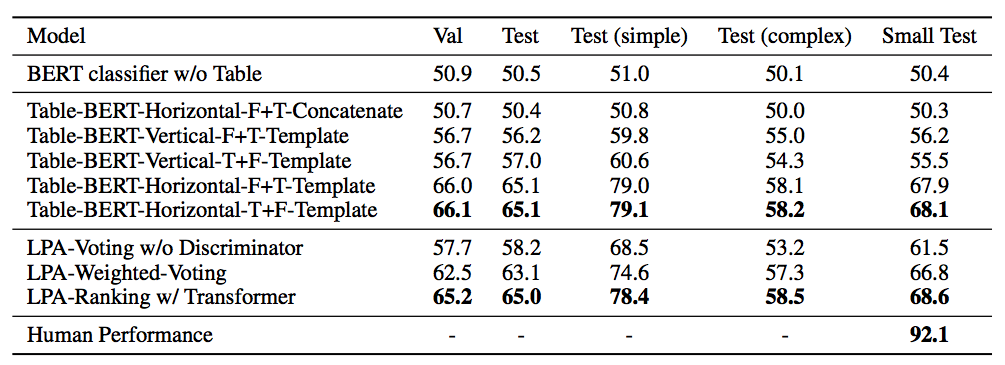 Model Val Test Test (simple) Test (complex) Small Test
BERT classifier w/o Table 50.9 50.5 51.0 50.1 50.4
Table-BERT-Horizontal-F+T-Concatenate 50.7 50.4 50.8 50.0 50.3
Table-BERT-Vertical-F+T-Template 56.7 56.2 59.8 55.0 56.2
Table-BERT-Vertical-T+F-Template 56.7 57.0 60.6 54.3 55.5
Table-BERT-Horizontal-F+T-Template 66.0 65.1 79.0 58.1 67.9
Table-BERT-Horizontal-T+F-Template 66.1 65.1 79.1 58.2 68.1
LPA-Voting w/o Discriminator 57.7 58.2 68.5 53.2 61.5
LPA-Weighted-Voting 62.5 63.1 74.6 57.3 66.8
LPA-Ranking w/ Transformer 65.2 65.0 78.4 58.5 68.6
Human Performance - - - - 92.1